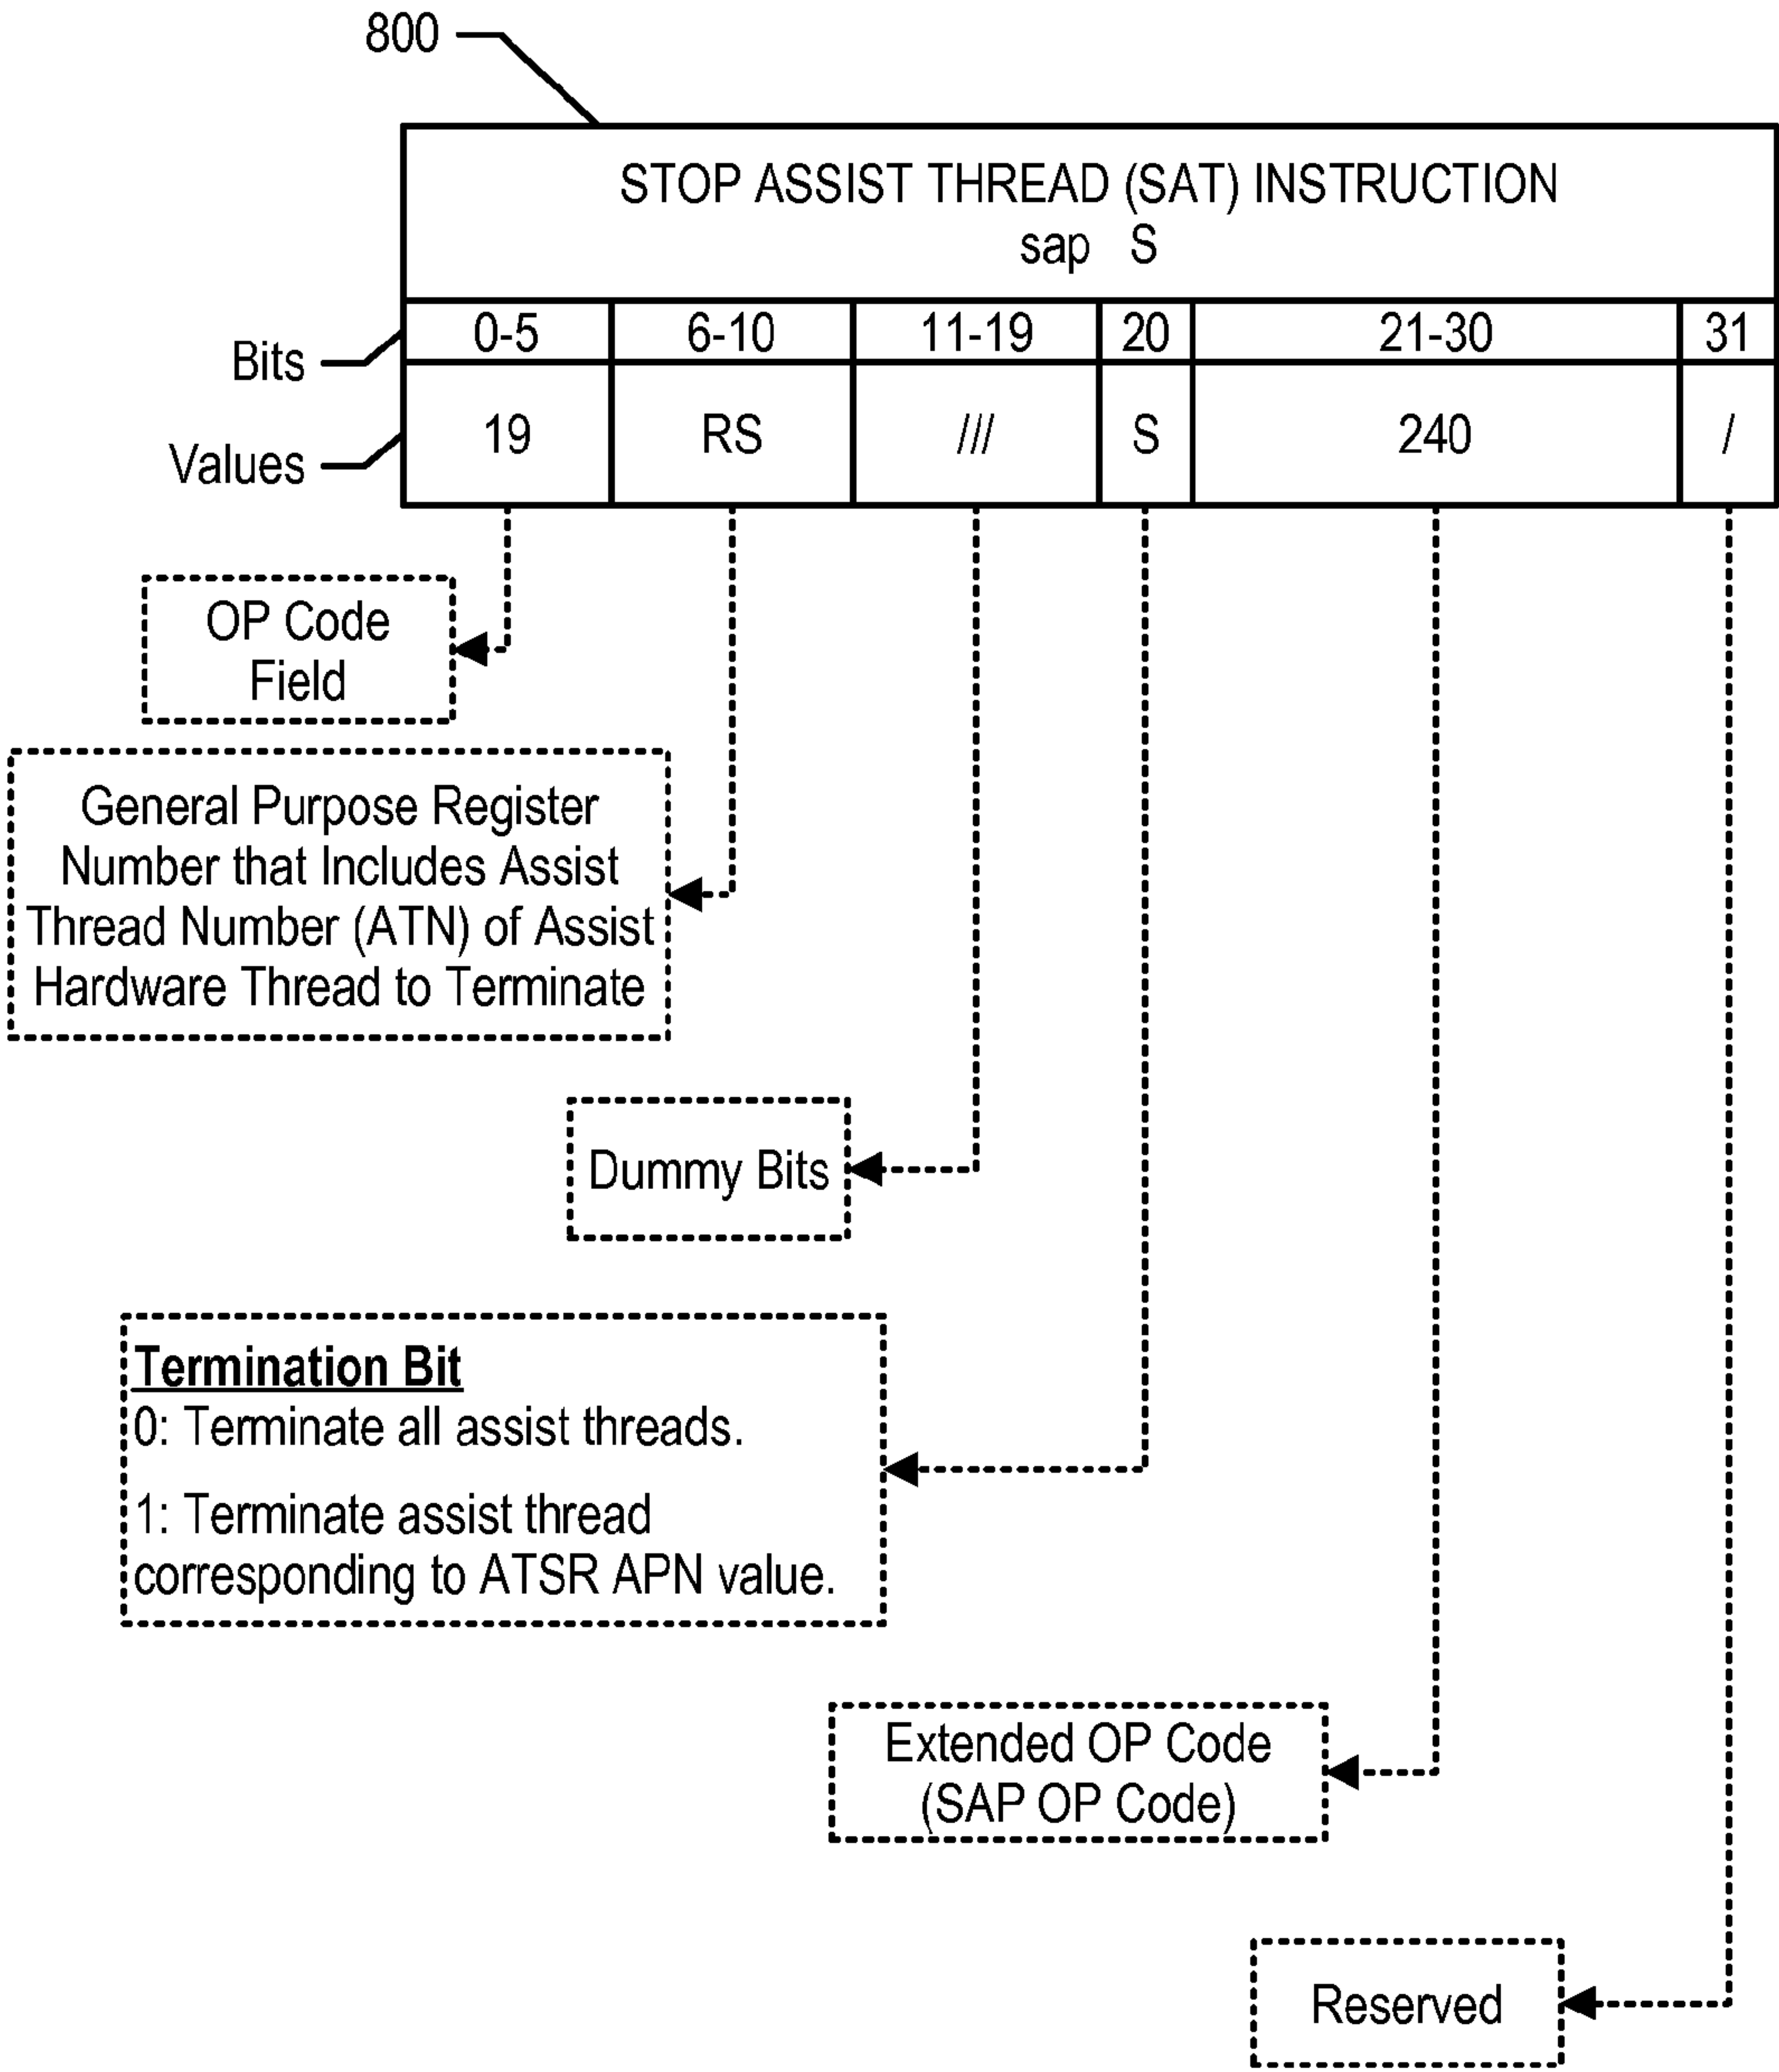 800
STOP ASSIST THREAD (SAT) INSTRUCTION
sap S
Bits
0-5 6-10 11-19 20 21-30 31
Values
19 RS /// S 240 /
OP Code
Field
General Purpose Register
Number that Includes Assist
Thread Number (ATN) of Assist
Hardware Thread to Terminate
Dummy Bits
Termination Bit
0: Terminate all assist threads.
1: Terminate assist thread
corresponding to ATSR APN value.
Extended OP Code
(SAP OP Code)
Reserved